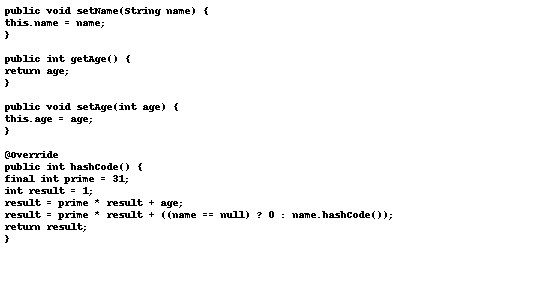 public void setName(String name) {
this.name = name;
}

public int getAge() {
return age;
}

public void setAge(int age) {
this.age = age;
}

@Override
public int hashCode() {
final int prime = 31;
int result = 1;
result = prime * result + age;
result = prime * result + ((name == null) ? 0 : name.hashCode());
return result;
}